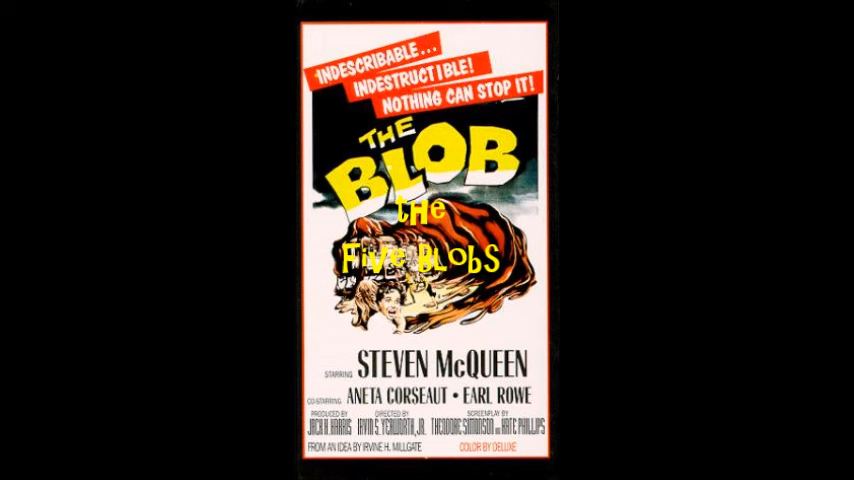 INDESCRIBABLE...
INDESTRUCTIBLE!
NOTHING CAN STOP IT!
THE
BLOB
tHe
Five BLobS
STARRING STEVEN McQUEEN
CO-STARRING ANETA CORSEAUT • EARL ROWE
PRODUCED BY DIRECTED BY SCREENPLAY BY
JACK H. HARRIS IRVIN S. YEAWORTH, JR. THEODORE SIMONSON AND KATE PHILLIPS
FROM AN IDEA BY IRVINE H. MILLGATE COLOR BY DELUXE